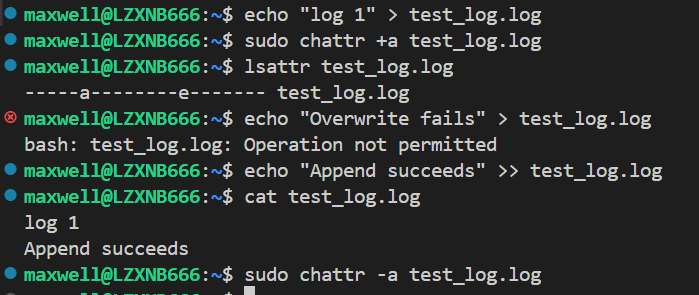 maxwell@LZXNB666:~$ echo "log 1" > test_log.log
maxwell@LZXNB666:~$ sudo chattr +a test_log.log
maxwell@LZXNB666:~$ lsattr test_log.log
-----a--------e------- test_log.log
maxwell@LZXNB666:~$ echo "Overwrite fails" > test_log.log
bash: test_log.log: Operation not permitted
maxwell@LZXNB666:~$ echo "Append succeeds" >> test_log.log
maxwell@LZXNB666:~$ cat test_log.log
log 1
Append succeeds
maxwell@LZXNB666:~$ sudo chattr -a test_log.log